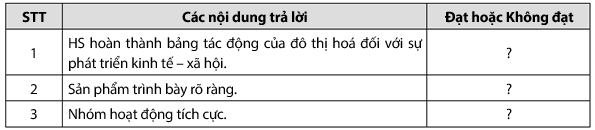 STT Các nội dung trả lời Đạt hoặc Không đạt
1 HS hoàn thành bảng tác động của đô thị hoá đối với sự ?
phát triển kinh tế – xã hội.
2 Sản phẩm trình bày rõ ràng. ?
3 Nhóm hoạt động tích cực. ?